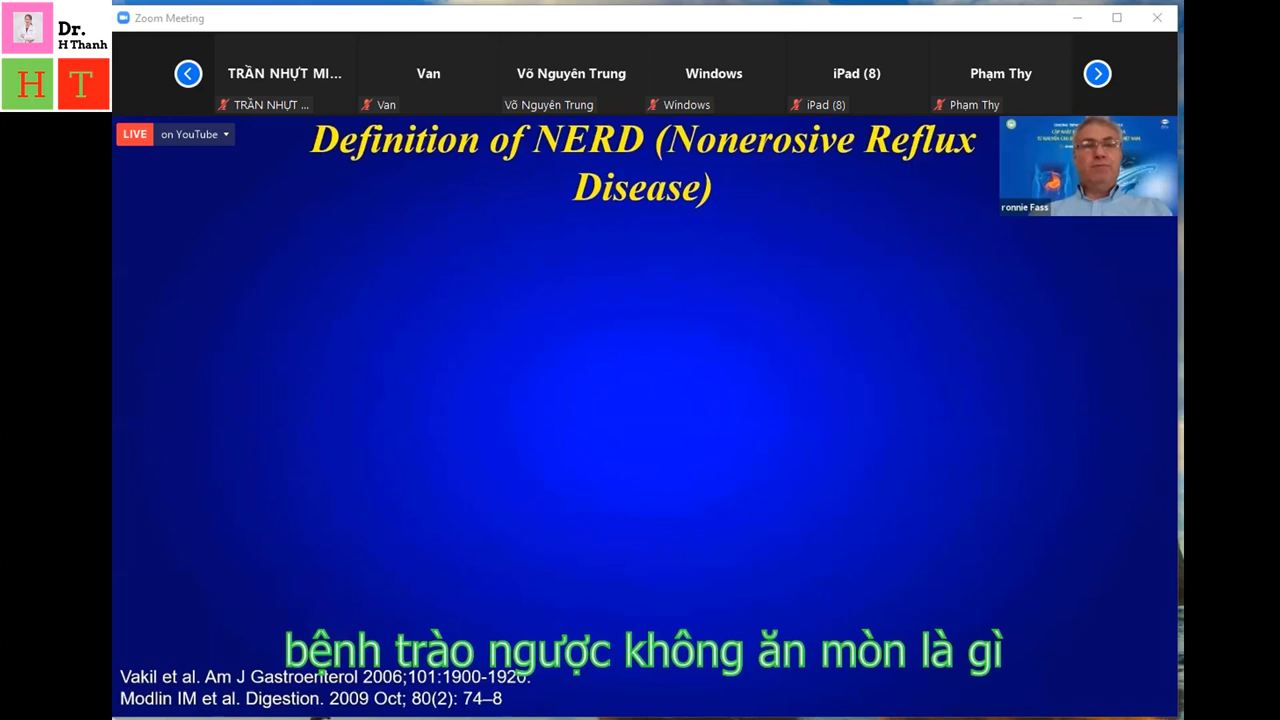 Dr.
H Thanh
H T
Zoom Meeting
TRẦN NHỰT MI...
Van
Võ Nguyên Trung
Windows
iPad (8)
Phạm Thy
TRẦN NHỰT ...
Van
Võ Nguyên Trung
Windows
iPad (8)
Phạm Thy
LIVE on YouTube
Definition of NERD (Nonerosive Reflux
Disease)
ronnie Fass
bệnh trào ngược không ăn mòn là gì
Vakil et al. Am J Gastroenterol 2006;101:1900-1920.
Modlin IM et al. Digestion. 2009 Oct; 80(2): 74–8